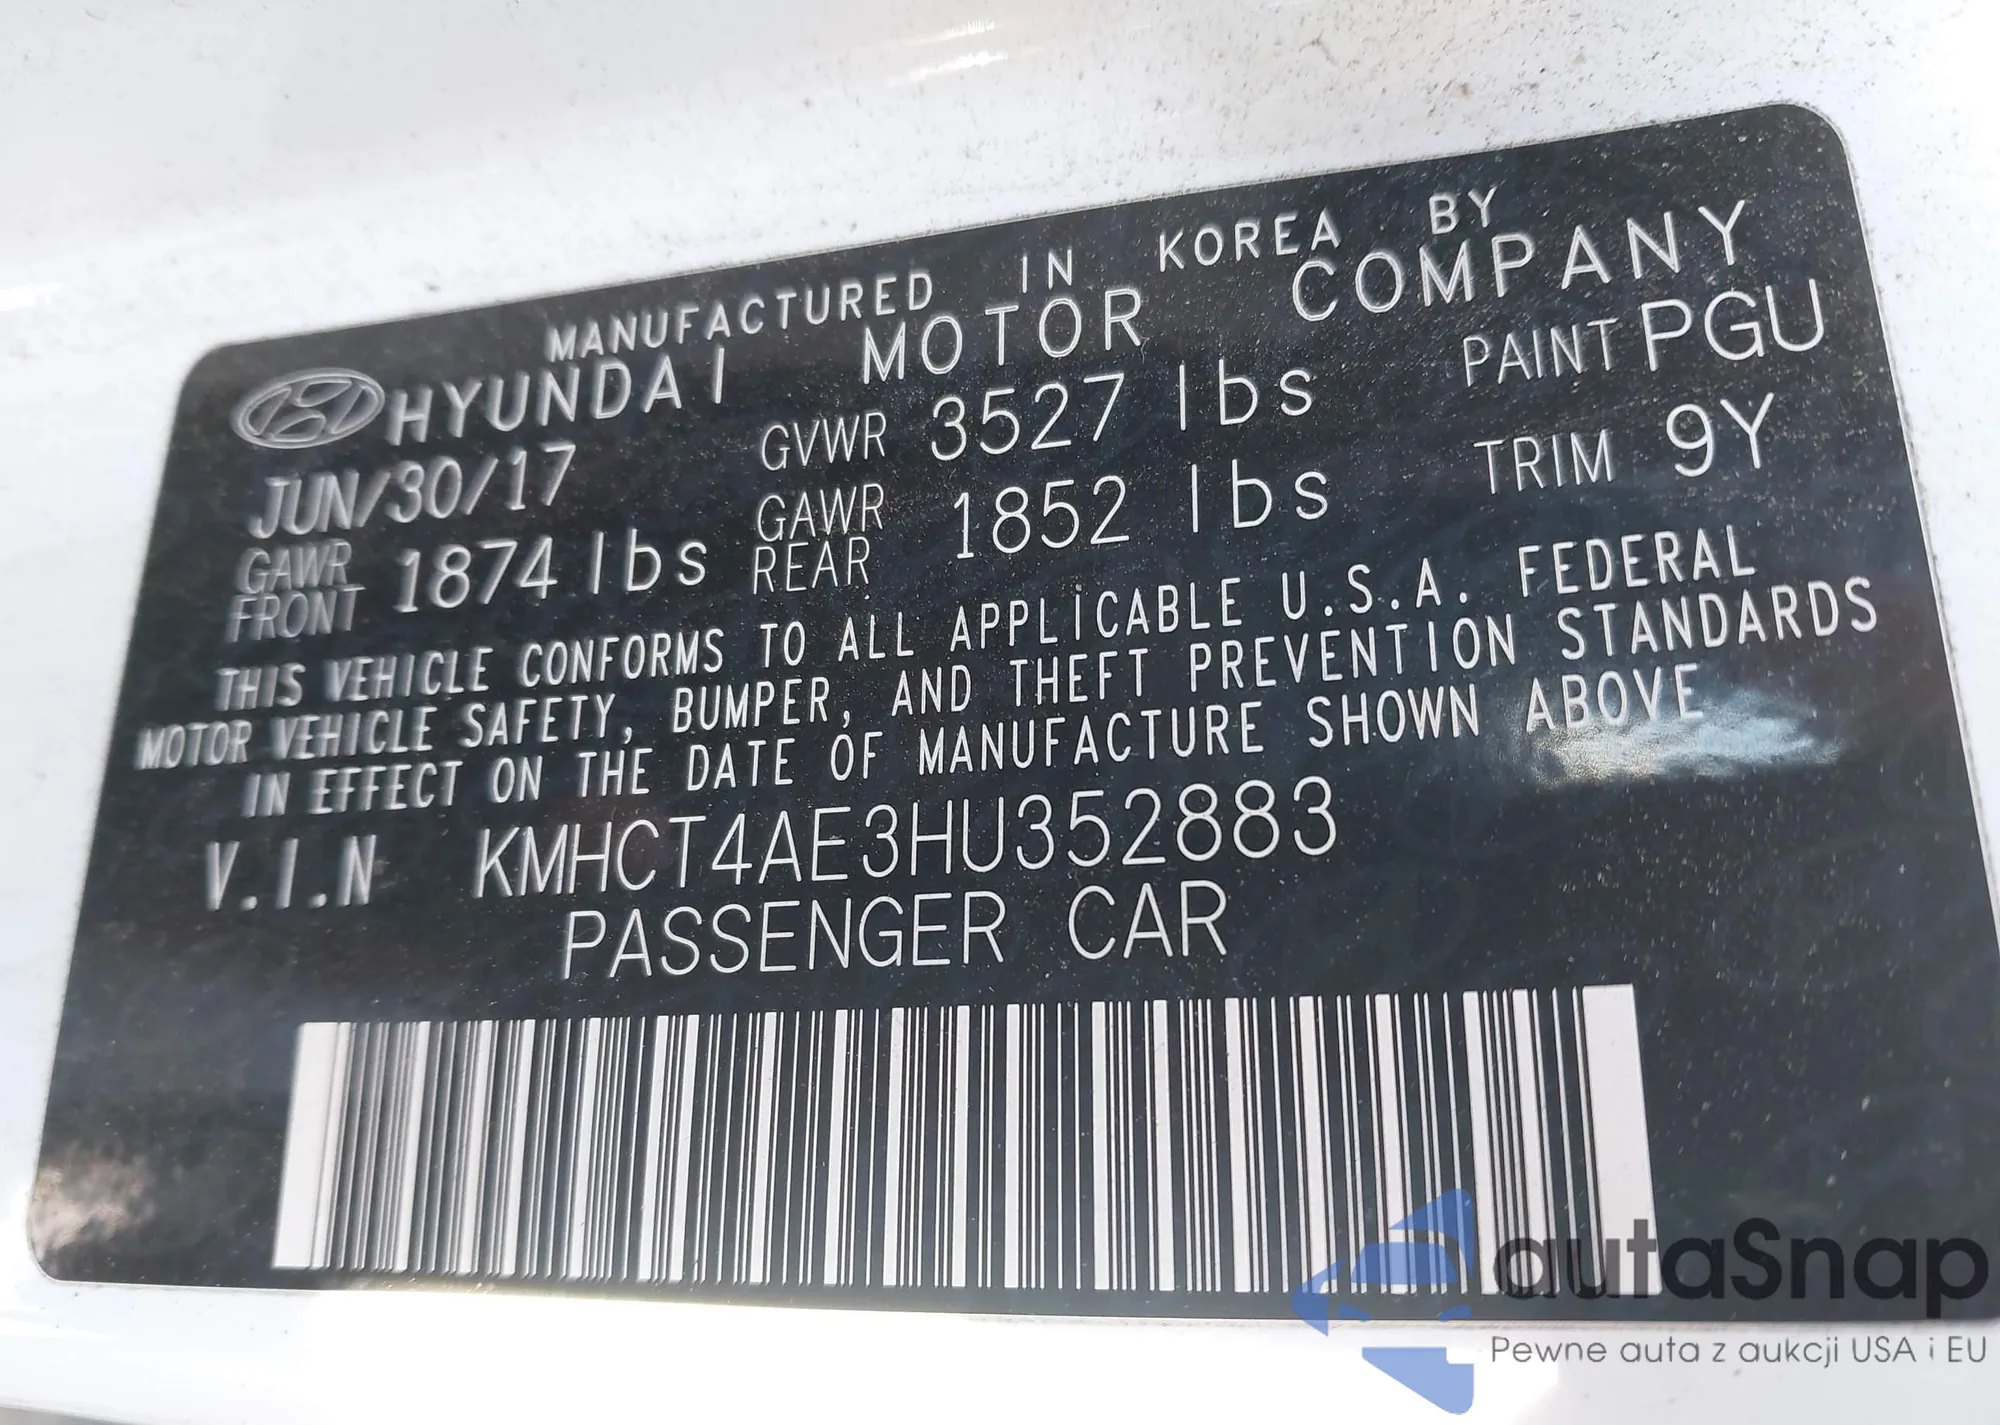 MANUFACTURED IN KOREA BY
HYUNDAI MOTOR COMPANY
JUN/30/17 GVWR 3527 lbs PAINT PGU
GAWR FRONT 1874 lbs GAWR REAR 1852 lbs TRIM 9Y
THIS VEHICLE CONFORMS TO ALL APPLICABLE U.S.A. FEDERAL
MOTOR VEHICLE SAFETY, BUMPER, AND THEFT PREVENTION STANDARDS
IN EFFECT ON THE DATE OF MANUFACTURE SHOWN ABOVE
V.I.N KMHCT4AE3HU352883
PASSENGER CAR
autaSnap
Pewne auta z aukcji USA i EU